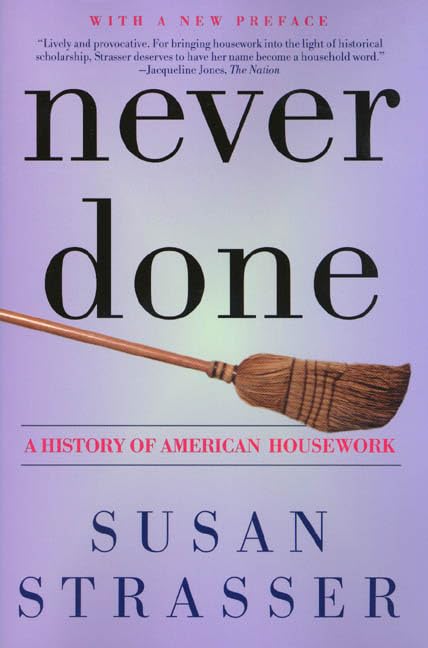 WITH A NEW PREFACE
“Lively and provocative. For bringing housework into the light of historical
scholarship, Strasser deserves to have her name become a household word.”
—Jacqueline Jones, The Nation
never
done
A HISTORY OF AMERICAN HOUSEWORK
SUSAN
STRASSER